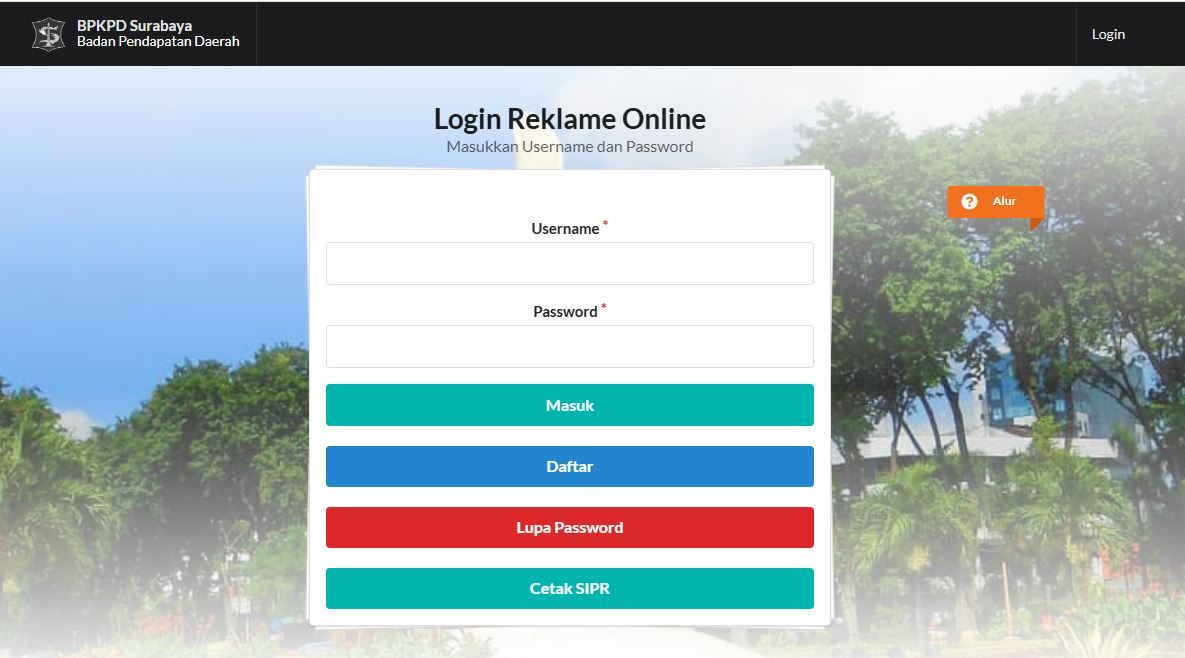 BPKPD Surabaya
Badan Pendapatan Daerah
Login
Login Reklame Online
Masukkan Username dan Password
Alur
Username *
Password *
Masuk
Daftar
Lupa Password
Cetak SIPR